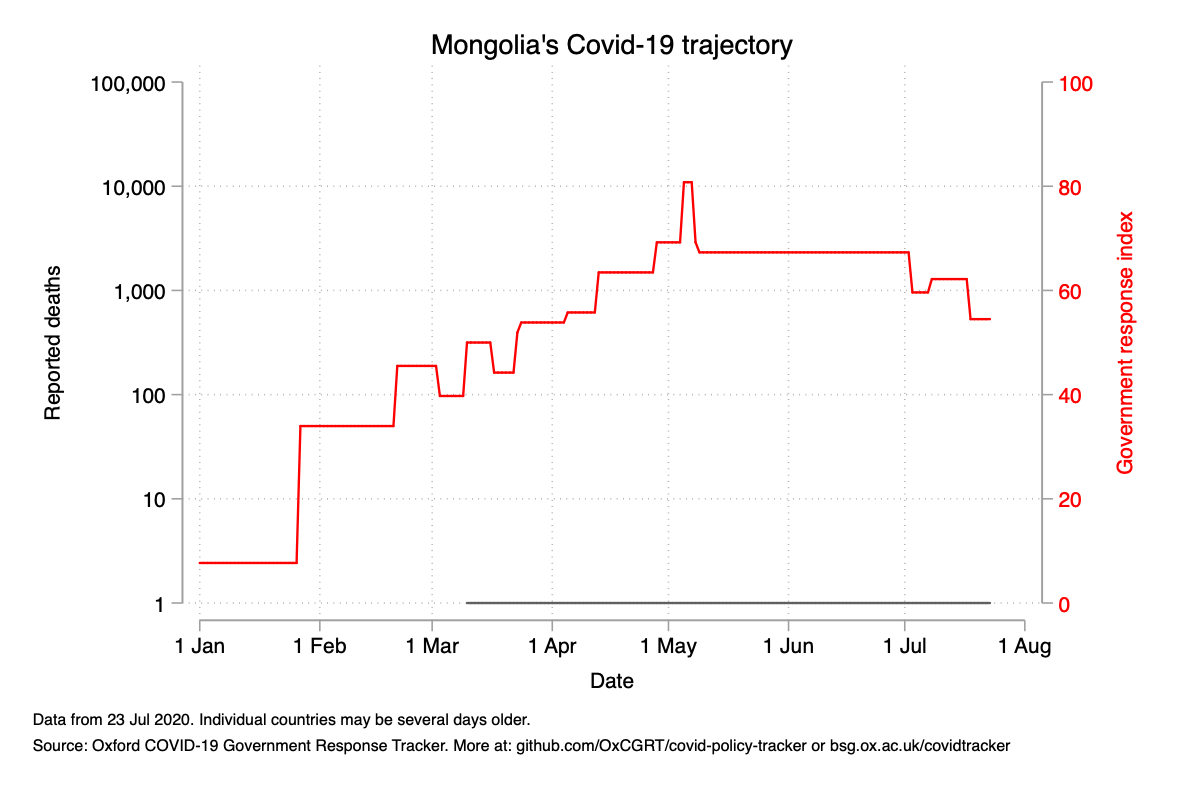 Mongolia's Covid-19 trajectory
100,000
10,000
1,000
100
10
1
Reported deaths
100
80
60
40
20
0
Government response index
1 Jan 1 Feb 1 Mar 1 Apr 1 May 1 Jun 1 Jul 1 Aug
Date
Data from 23 Jul 2020. Individual countries may be several days older.
Source: Oxford COVID-19 Government Response Tracker. More at: github.com/OxCGRT/covid-policy-tracker or bsg.ox.ac.uk/covidtracker